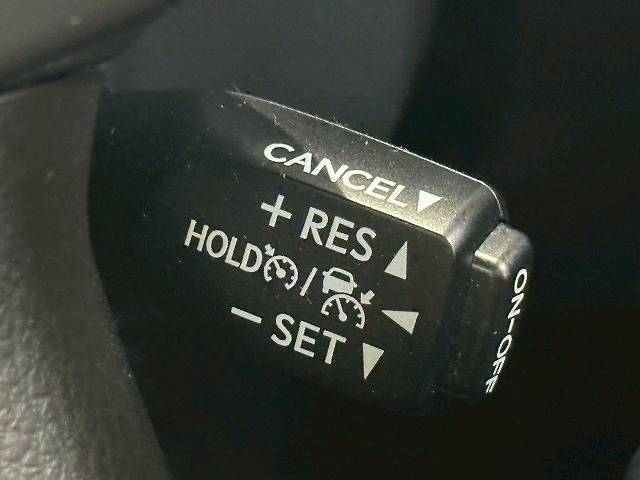 CANCEL▼
+ RES ▲
HOLD / ◀
− SET ▼
ON-OFF